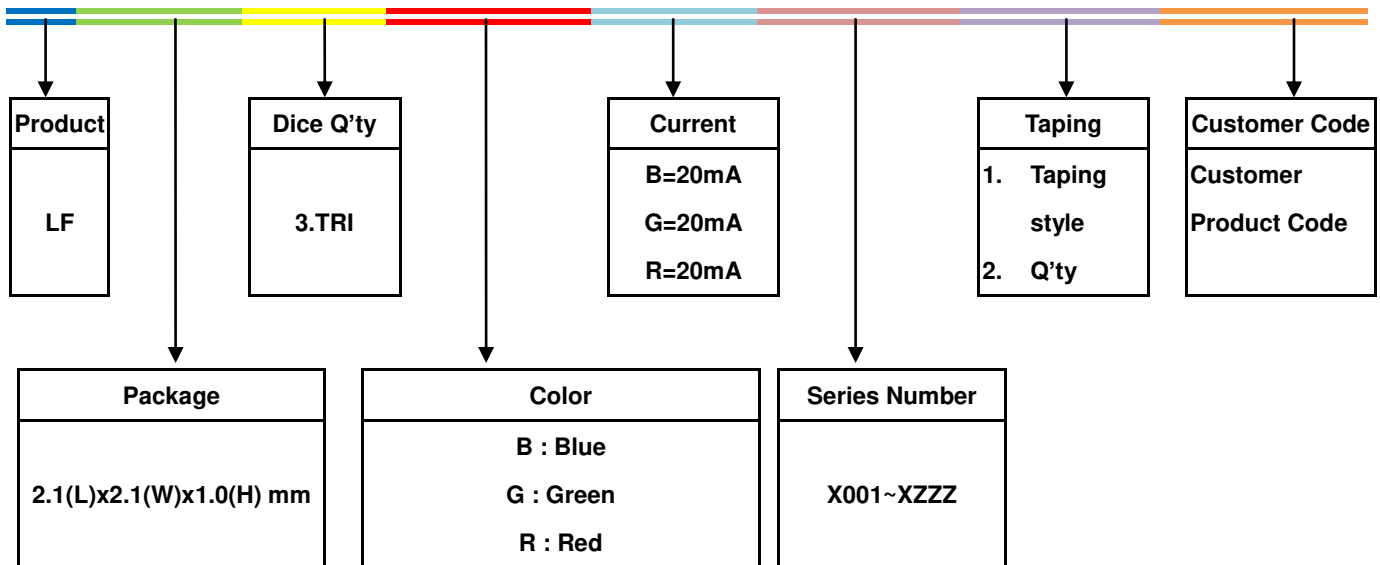 Product
LF
Dice Q'ty
3.TRI
Current
B=20mA
G=20mA
R=20mA
Taping
1. Taping
style
2. Q'ty
Customer Code
Customer
Product Code
Package
2.1(L)x2.1(W)x1.0(H) mm
Color
B : Blue
G : Green
R : Red
Series Number
X001~XZZZ